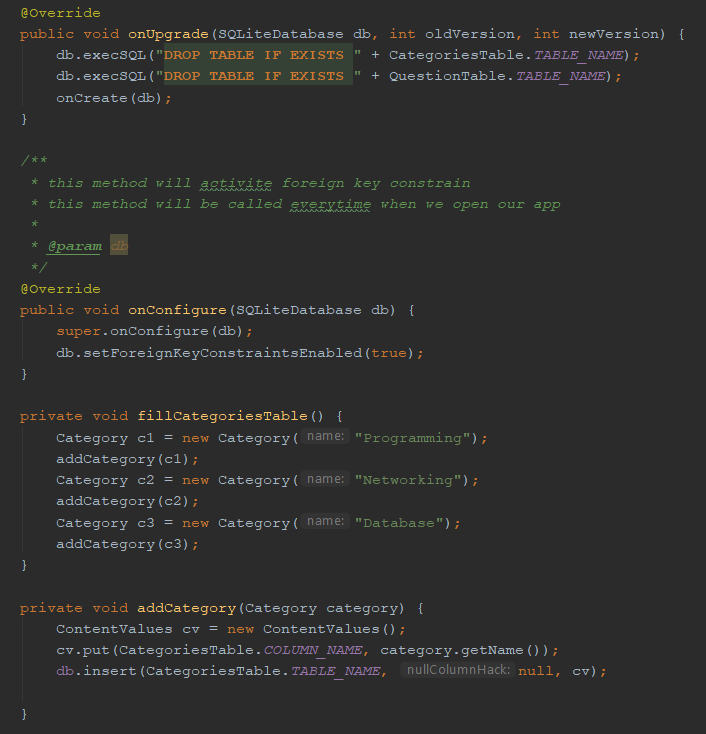 @Override
public void onUpgrade(SQLiteDatabase db, int oldVersion, int newVersion) {
    db.execSQL("DROP TABLE IF EXISTS " + CategoriesTable.TABLE_NAME);
    db.execSQL("DROP TABLE IF EXISTS " + QuestionTable.TABLE_NAME);
    onCreate(db);
}

/**
 * this method will activite foreign key constrain
 * this method will be called everytime when we open our app
 *
 * @param db
 */
@Override
public void onConfigure(SQLiteDatabase db) {
    super.onConfigure(db);
    db.setForeignKeyConstraintsEnabled(true);
}

private void fillCategoriesTable() {
    Category c1 = new Category( name: "Programming");
    addCategory(c1);
    Category c2 = new Category( name: "Networking");
    addCategory(c2);
    Category c3 = new Category( name: "Database");
    addCategory(c3);
}

private void addCategory(Category category) {
    ContentValues cv = new ContentValues();
    cv.put(CategoriesTable.COLUMN_NAME, category.getName());
    db.insert(CategoriesTable.TABLE_NAME, nullColumnHack: null, cv);

}